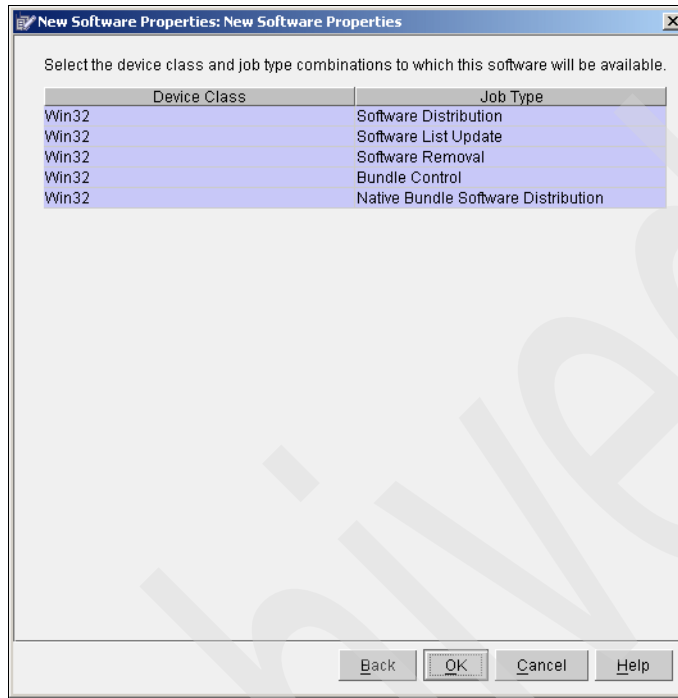 New Software Properties: New Software Properties
Select the device class and job type combinations to which this software will be available.
Device Class Job Type
Win32 Software Distribution
Win32 Software List Update
Win32 Software Removal
Win32 Bundle Control
Win32 Native Bundle Software Distribution
Back OK Cancel Help